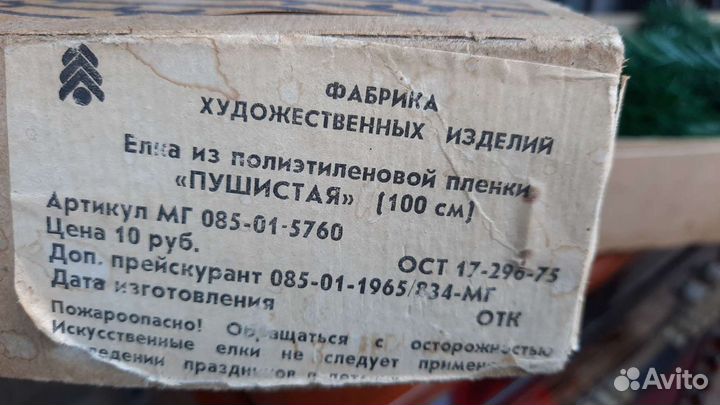 ФАБРИКА
ХУДОЖЕСТВЕННЫХ ИЗДЕЛИЙ
Елка из полиэтиленовой пленки
«ПУШИСТАЯ» (100 см)
Артикул МГ 085-01-5760
Цена 10 руб.
ОСТ 17-296-75
Доп. прейскурант 085-01-1965/834-МГ
Дата изготовления
ОТК
Пожароопасно! Обращаться с осторожностью
Искусственные елки не следует
Avito